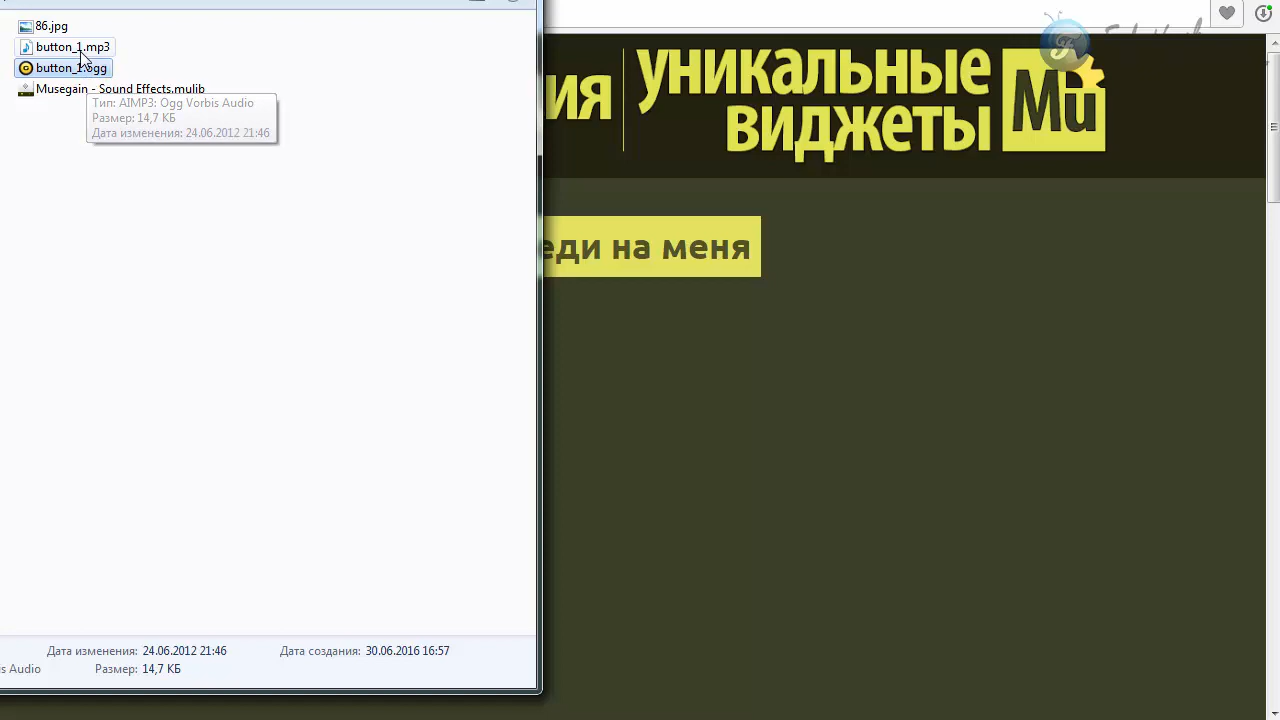 86.jpg
button_1.mp3
button_1.ogg
Musegain - Sound Effects.mulib
Тип: AIMP3: Ogg Vorbis Audio
Размер: 14,7 КБ
Дата изменения: 24.06.2012 21:46
ия
уникальные
виджеты
Mu
еди на меня
Дата изменения: 24.06.2012 21:46
Дата создания: 30.06.2016 16:57
is Audio
Размер: 14,7 КБ